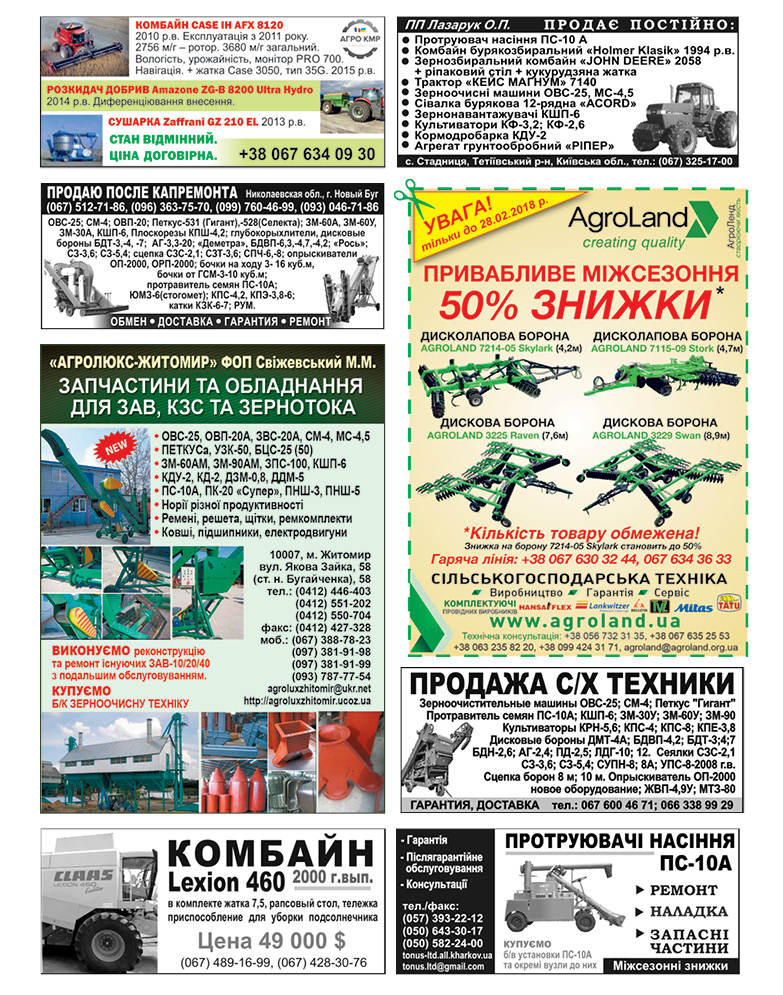 КОМБАЙН CASE IH AFX 8120
2010 р.в. Експлуатація з 2011 року.
2756 м/г – ротор. 3680 м/г загальний.
Вологість, урожайність, монітор PRO 700.
Навігація. + жатка Case 3050, тип 35G. 2015 р.в.
АГРО КМР
РОЗКИДАЧ ДОБРИВ Amazone ZG-B 8200 Ultra Hydro
2014 р.в. Диференціювання внесення.
СУШАРКА Zaffrani GZ 210 EL 2013 р.в.
СТАН ВІДМІННИЙ.
ЦІНА ДОГОВІРНА.
+38 067 634 09 30
ПП Лазарук О.П. ПРОДАЄ ПОСТІЙНО:
● Протруювач насіння ПС-10 А
● Комбайн бурякозбиральний «Holmer Klasik» 1994 р.в.
● Зернозбиральний комбайн «JOHN DEERE» 2058
+ ріпаковий стіл + кукурудзяна жатка
● Трактор «КЕЙС МАГНУМ» 7140
● Зерноочисні машини ОВС-25, МС-4,5
● Сівалка бурякова 12-рядна «ACORD»
● Зернонавантажувачі КШП-6
● Культиватори КФ-3,2; КФ-2,6
● Кормодробарка КДУ-2
● Агрегат грунтообробний «РІПЕР»
с. Стадниця, Тетіївський р-н, Київська обл., тел.: (067) 325-17-00
ПРОДАЮ ПОСЛЕ КАПРЕМОНТА Николаевская обл., г. Новый Буг
(067) 512-71-86, (096) 363-75-70, (099) 760-46-99, (093) 046-71-86
ОВС-25; СМ-4; ОВП-20; Петкус-531 (Гигант),-528(Селекта); ЗМ-60А, ЗМ-60У,
ЗМ-30А, КШП-6, Плоскорезы КПШ-4,2; глубокорыхлители, дисковые
бороны БДТ-3,-4, -7; АГ-3,3-20; «Деметра», БДВП-6,3,-4,7,-4,2; «Рось»;
СЗ-3,6; СЗ-5,4; сцепка СЗС-2,1; СЗТ-3,6; СПЧ-6,-8; опрыскиватели
ОП-2000, ОРП-2000; бочки на ходу 3- 16 куб.м,
бочки от ГСМ-3-10 куб.м;
протравитель семян ПС-10А;
ЮМЗ-6(стогомет); КПС-4,2, КПЭ-3,8-6;
катки КЗК-6-7; РУМ.
ОБМЕН • ДОСТАВКА • ГАРАНТИЯ • РЕМОНТ
УВАГА!
тільки до 28.02.2018 р.
AgroLand
creating quality
АгроЛенд
створюючи якість
ПРИВАБЛИВЕ МІЖСЕЗОННЯ
50% ЗНИЖКИ*
ДИСКОЛАПОВА БОРОНА
AGROLAND 7214-05 Skylark (4,2м)
ДИСКОЛАПОВА БОРОНА
AGROLAND 7115-09 Stork (4,7м)
ДИСКОВА БОРОНА
AGROLAND 3225 Raven (7,6м)
ДИСКОВА БОРОНА
AGROLAND 3229 Swan (8,9м)
*Кількість товару обмежена!
Знижка на борону 7214-05 Skylark становить до 50%
Гаряча лінія: +38 067 630 32 44, 067 634 36 33
СІЛЬСЬКОГОСПОДАРСЬКА ТЕХНІКА
Виробництво • Гарантія • Сервіс
КОМПЛЕКТУЮЧІ
ПРОВІДНИХ ВИРОБНИКІВ
HANSA FLEX
Lankwitzer
BELLOTA
Mitas
ТАТУ
www.agroland.ua
Технічна консультація: +38 056 732 31 35, +38 067 635 25 53
+38 063 235 82 20, +38 099 424 31 71, agroland@agroland.org.ua
«АГРОЛЮКС-ЖИТОМИР» ФОП Свіжевський М.М.
ЗАПЧАСТИНИ ТА ОБЛАДНАННЯ
ДЛЯ ЗАВ, КЗС ТА ЗЕРНОТОКА
NEW
• ОВС-25, ОВП-20А, ЗВС-20А, СМ-4, МС-4,5
• ПЕТКУСа, УЗК-50, БЦС-25 (50)
• ЗМ-60АМ, ЗМ-90АМ, ЗПС-100, КШП-6
• КДУ-2, КД-2, ДЗМ-0,8, ДДМ-5
• ПС-10А, ПК-20 «Супер», ПНШ-3, ПНШ-5
• Норії різної продуктивності
• Ремені, решета, щітки, ремкомплекти
• Ковші, підшипники, електродвигуни
10007, м. Житомир
вул. Якова Зайка, 58
(ст. н. Бугайченка), 58
тел.: (0412) 446-403
(0412) 551-202
(0412) 550-704
факс: (0412) 427-328
моб.: (067) 388-78-23
(097) 381-91-98
(097) 381-91-99
(093) 787-77-54
agroluxzhitomir@ukr.net
http://agroluxzhitomir.ucoz.ua
ВИКОНУЄМО реконструкцію
та ремонт існуючих ЗАВ-10/20/40
з подальшим обслуговуванням.
КУПУЄМО
Б/К ЗЕРНООЧИСНУ ТЕХНІКУ
ПРОДАЖА С/Х ТЕХНИКИ
Зерноочистительные машины ОВС-25; СМ-4; Петкус "Гигант"
Протравитель семян ПС-10А; КШП-6; ЗМ-30У; ЗМ-60У; ЗМ-90
Культиваторы КРН-5,6; КПС-4; КПС-8; КПЕ-3,8
Дисковые бороны ДМТ-4А; БДВП-4,2; БДТ-3;4;7
БДН-2,6; АГ-2,4; ПД-2,5; ЛДГ-10; 12. Сеялки СЗС-2,1
СЗ-3,6; СЗ-5,4; СУПН-8; 8А; УПС-8-2008 г.в.
Сцепка борон 8 м; 10 м. Опрыскиватель ОП-2000
новое оборудование; ЖВП-4,9У; МТЗ-80
ГАРАНТИЯ, ДОСТАВКА тел.: 067 600 46 71; 066 338 99 29
CLAAS
LEXION 460
Evolution
КОМБАЙН
Lexion 460 2000 г.вып.
в комплекте жатка 7,5, рапсовый стол, тележка
приспособление для уборки подсолнечника
Цена 49 000 $
(067) 489-16-99, (067) 428-30-76
- Гарантія
- Післягарантійне
обслуговування
- Консультації
тел./факс:
(057) 393-22-12
(050) 643-30-17
(050) 582-24-00
tonus-ltd.all.kharkov.ua
tonus.ltd@gmail.com
ПРОТРУЮВАЧІ НАСІННЯ
ПС-10А
РЕМОНТ
НАЛАДКА
ЗАПАСНІ
ЧАСТИНИ
КУПУЄМО
б/в установки ПС-10А
та окремі вузли до них
Міжсезонні знижки